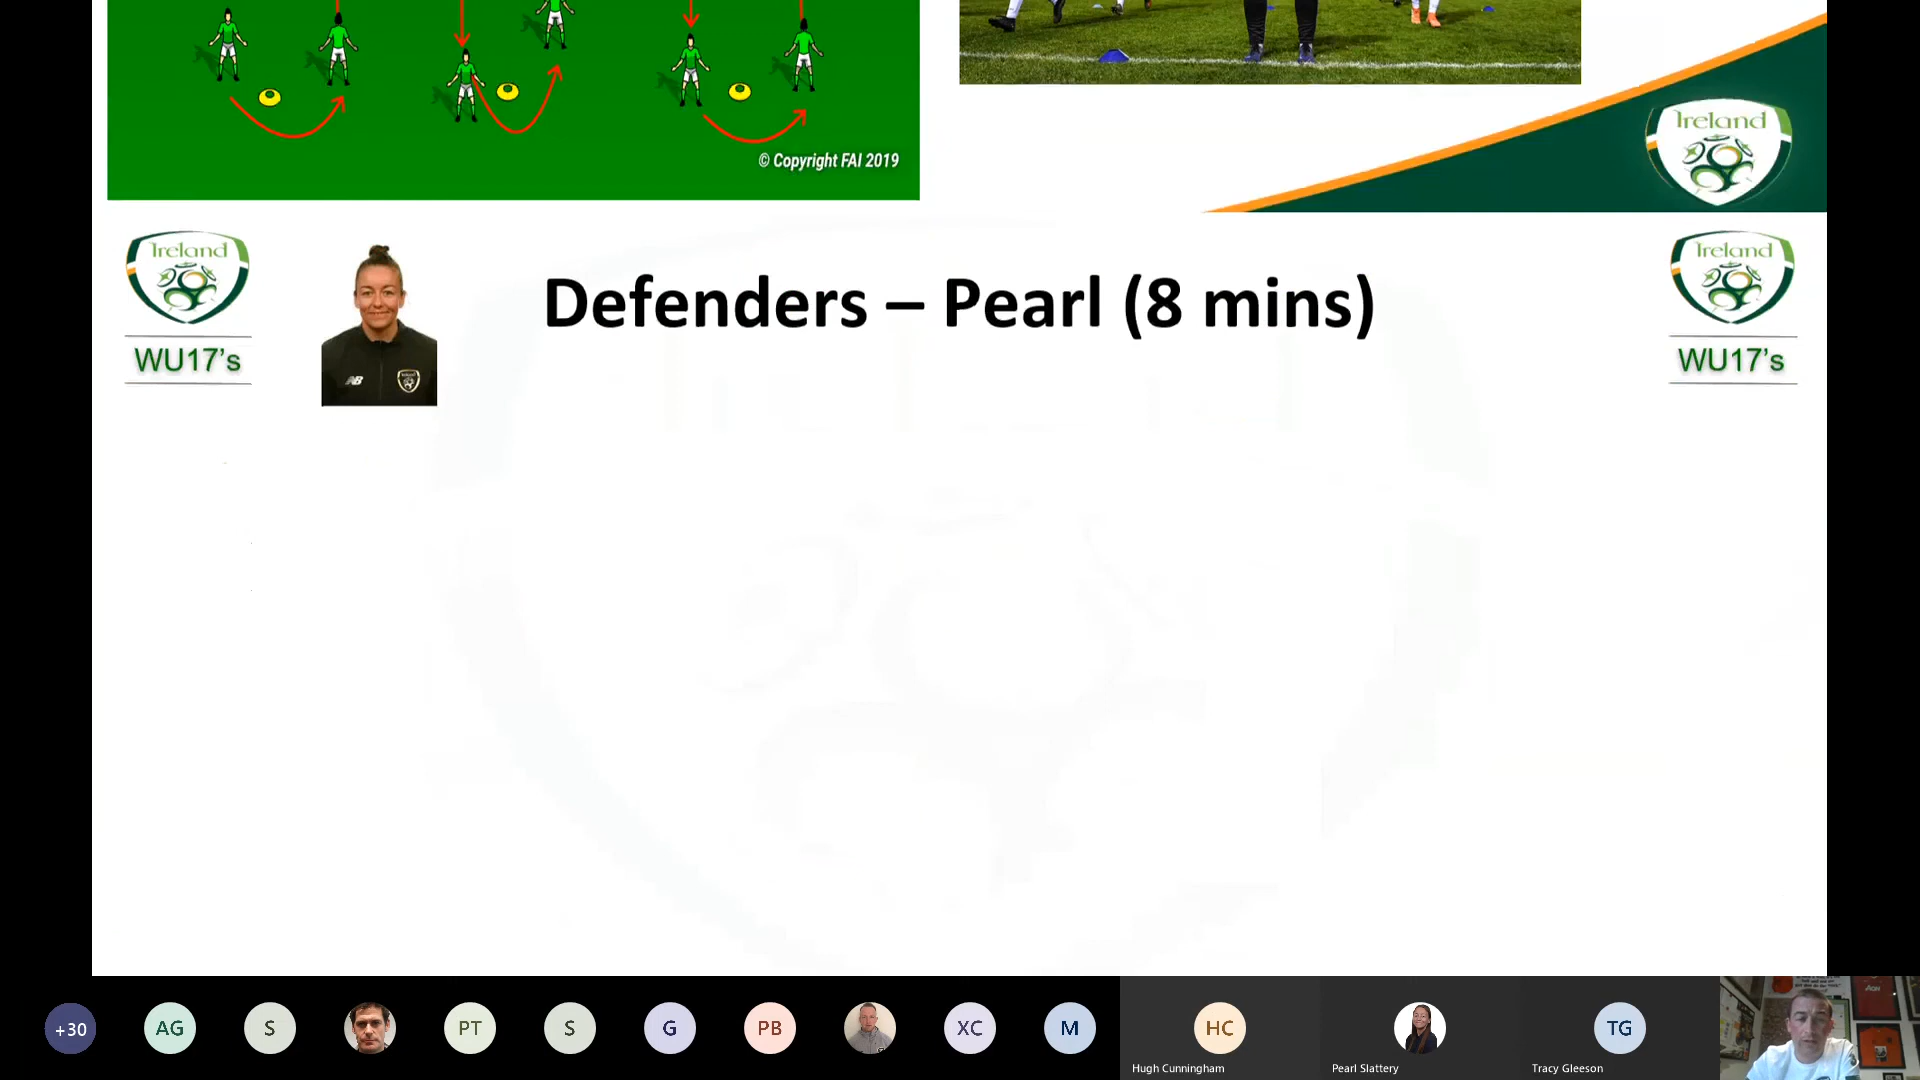 © Copyright FAI 2019
Ireland
Ireland
WU17's
Defenders – Pearl (8 mins)
Ireland
WU17's
+30
AG
S
PT
S
G
PB
XC
M
HC
TG
Hugh Cunningham
Pearl Slattery
Tracy Gleeson